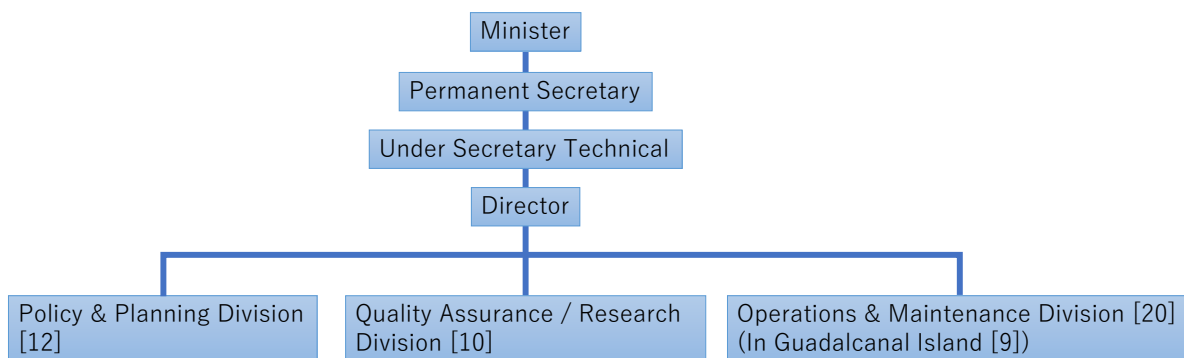 Minister
Permanent Secretary
Under Secretary Technical
Director
Policy & Planning Division
[12]
Quality Assurance / Research
Division [10]
Operations & Maintenance Division [20]
(In Guadalcanal Island [9])